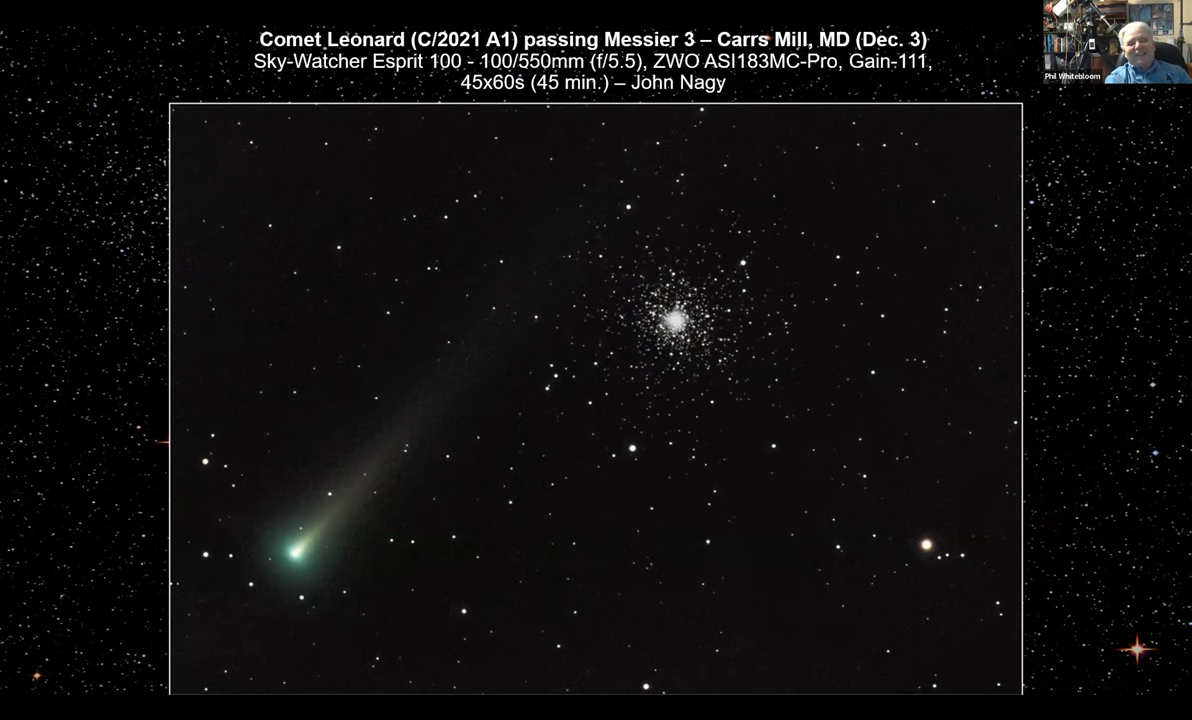 Comet Leonard (C/2021 A1) passing Messier 3 – Carrs Mill, MD (Dec. 3)
Sky-Watcher Esprit 100 - 100/550mm (f/5.5), ZWO ASI183MC-Pro, Gain-111,
45x60s (45 min.) – John Nagy
Phil Whitebloom